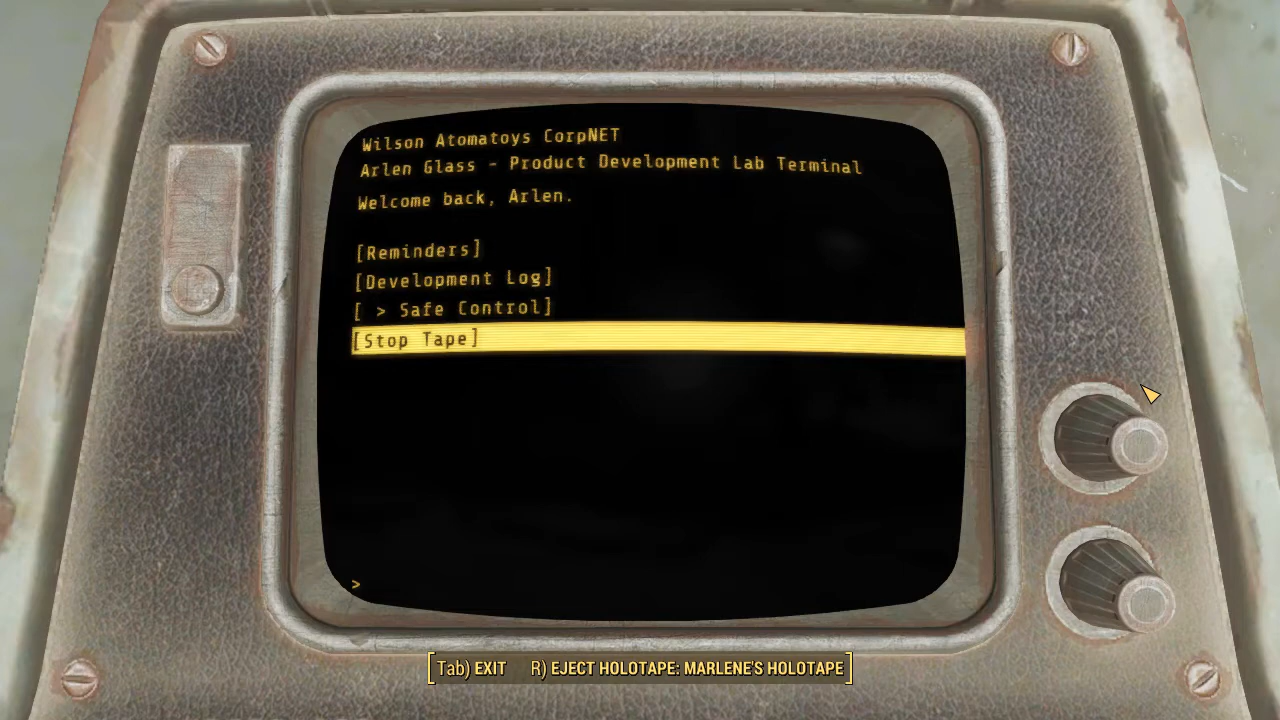 Wilson Atomatoys CorpNET
Arlen Glass - Product Development Lab Terminal
Welcome back, Arlen.
[Reminders]
[Development Log]
[ > Safe Control]
[Stop Tape]
>
[Tab) EXIT R) EJECT HOLOTAPE: MARLENE'S HOLOTAPE]